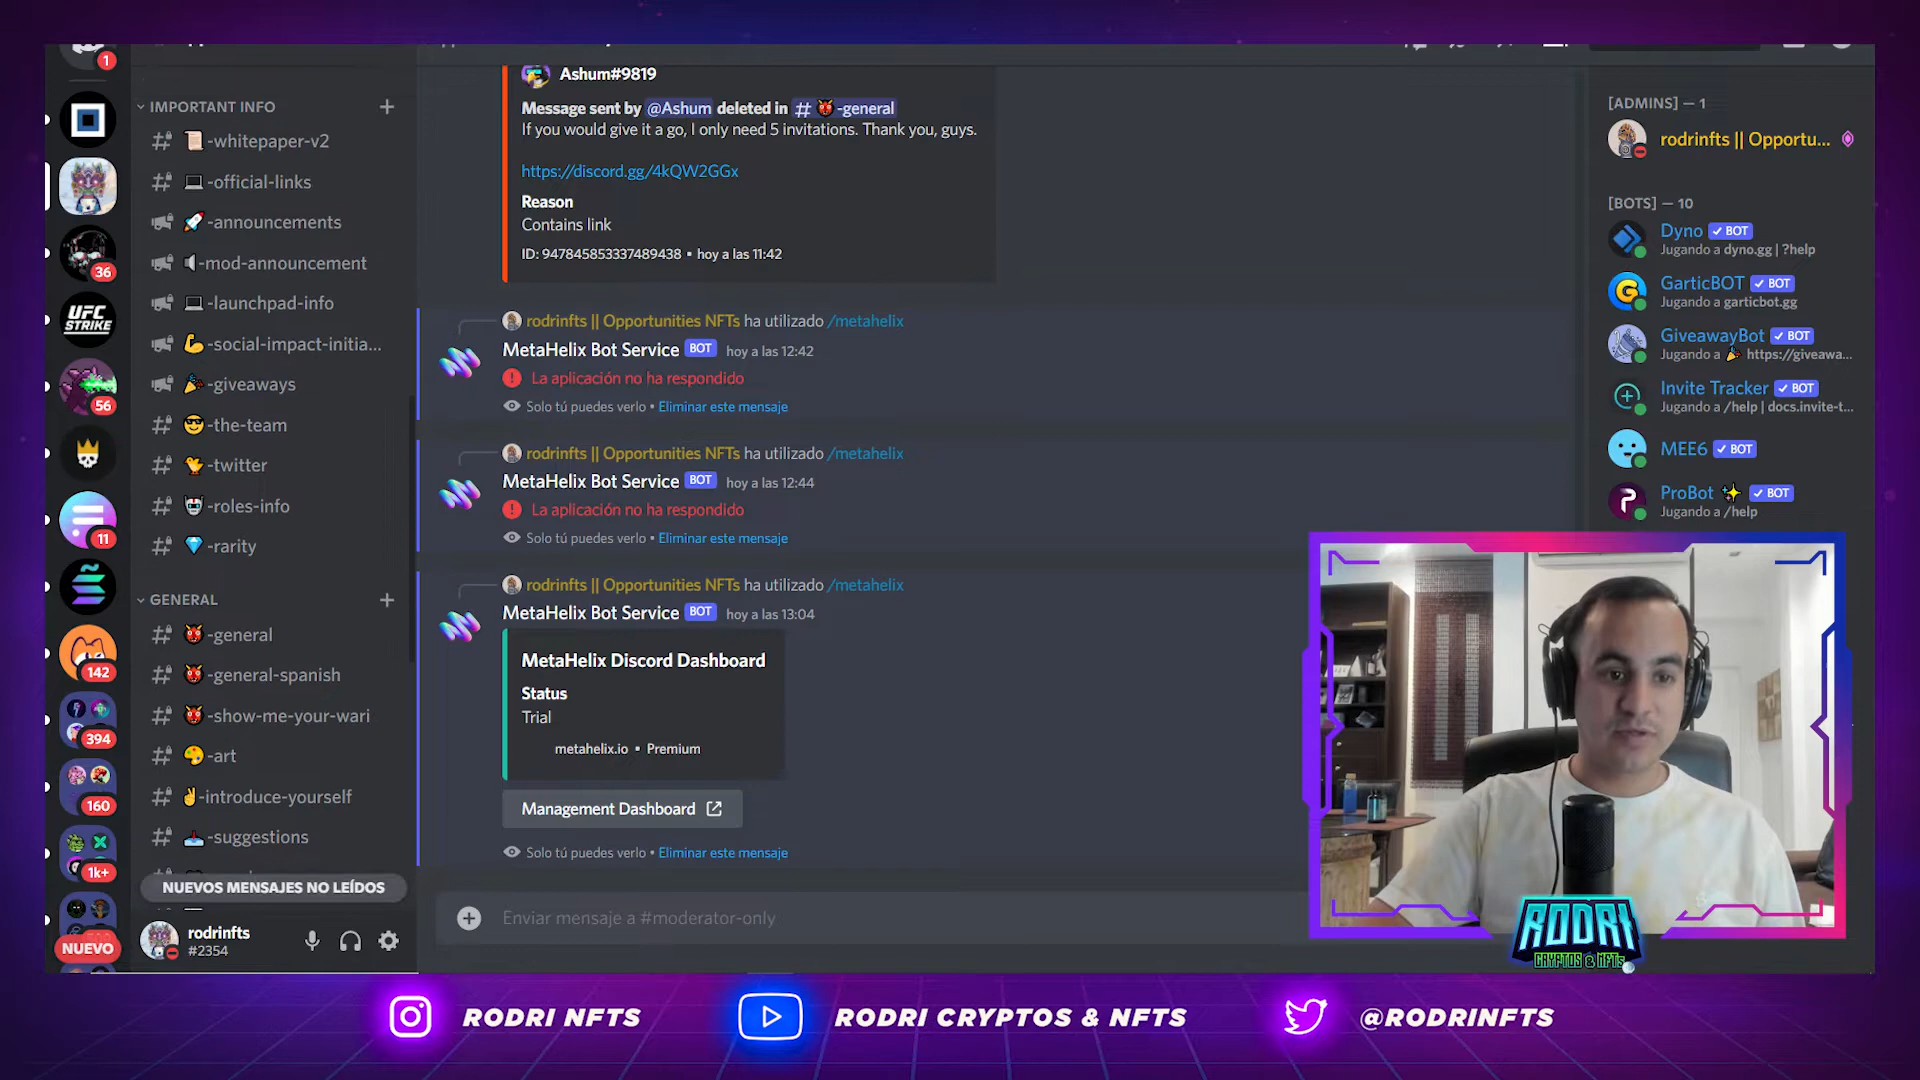 1
36
UFC
STRIKE
56
11
142
394
160
1k+
NUEVO
IMPORTANT INFO
-whitepaper-v2
-official-links
-announcements
-mod-announcement
-launchpad-info
-social-impact-initia...
-giveaways
-the-team
-twitter
-roles-info
-rarity
GENERAL
-general
-general-spanish
-show-me-your-wari
-art
-introduce-yourself
-suggestions
NUEVOS MENSAJES NO LEÍDOS
rodrinfts
#2354
Ashum#9819
Message sent by @Ashum deleted in # -general
If you would give it a go, I only need 5 invitations. Thank you, guys.
https://discord.gg/4kQW2GGx
Reason
Contains link
ID: 947845853337489438 • hoy a las 11:42
rodrinfts || Opportunities NFTs ha utilizado /metahelix
MetaHelix Bot Service BOT hoy a las 12:42
La aplicación no ha respondido
Solo tú puedes verlo • Eliminar este mensaje
rodrinfts || Opportunities NFTs ha utilizado /metahelix
MetaHelix Bot Service BOT hoy a las 12:44
La aplicación no ha respondido
Solo tú puedes verlo • Eliminar este mensaje
rodrinfts || Opportunities NFTs ha utilizado /metahelix
MetaHelix Bot Service BOT hoy a las 13:04
MetaHelix Discord Dashboard
Status
Trial
metahelix.io • Premium
Management Dashboard
Solo tú puedes verlo • Eliminar este mensaje
Enviar mensaje a #moderator-only
[ADMINS] — 1
rodrinfts || Opportu...
[BOTS] — 10
Dyno ✓ BOT
Jugando a dyno.gg | ?help
GarticBOT ✓ BOT
Jugando a garticbot.gg
GiveawayBot ✓ BOT
Jugando a 🎉 https://giveawa...
Invite Tracker ✓ BOT
Jugando a /help | docs.invite-t...
MEE6 ✓ BOT
ProBot ✨ ✓ BOT
Jugando a /help
RODRI
CRYPTOS & NFTs
RODRI NFTS
RODRI CRYPTOS & NFTS
@RODRINFTS